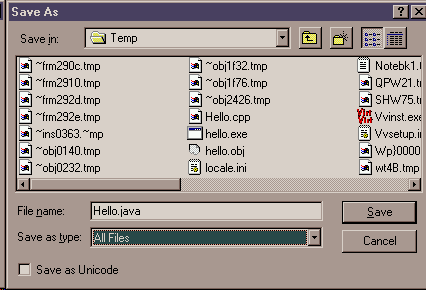 Save As
Save in: Temp
~frm290c.tmp ~obj1f32.tmp Notebk1.
~frm2910.tmp ~obj1f76.tmp QPW21.t
~frm292d.tmp ~obj2426.tmp SHW75.t
~frm292e.tmp Hello.cpp Vvinst.exe
~ins0363.~mp hello.exe Vvsetup.in
~obj0140.tmp hello.obj Wp}0000
~obj0232.tmp locale.ini wt4B.tmp
File name: Hello.java Save
Save as type: All Files Cancel
Save as Unicode